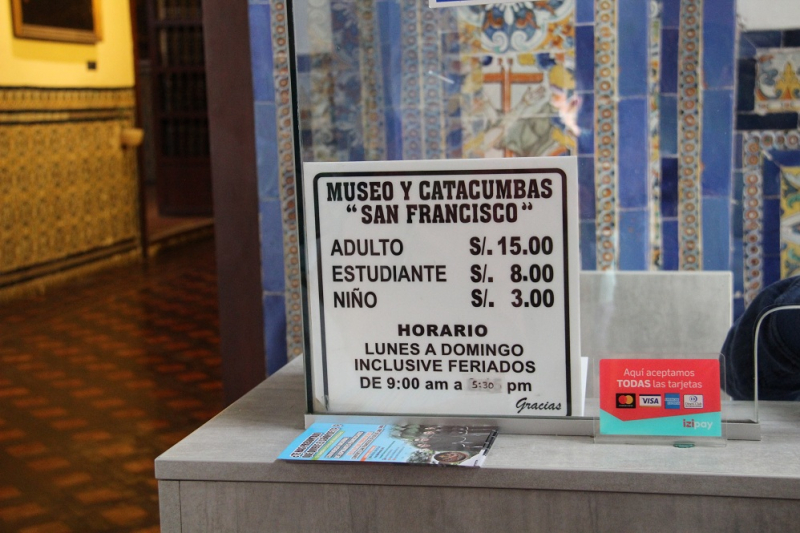 MUSEO Y CATACUMBAS
"SAN FRANCISCO"
ADULTO S/. 15.00
ESTUDIANTE S/. 8.00
NIÑO S/. 3.00
HORARIO
LUNES A DOMINGO
INCLUSIVE FERIADOS
DE 9:00 am a 5:30 pm
Gracias
Aquí aceptamos
TODAS las tarjetas
VISA
izipay